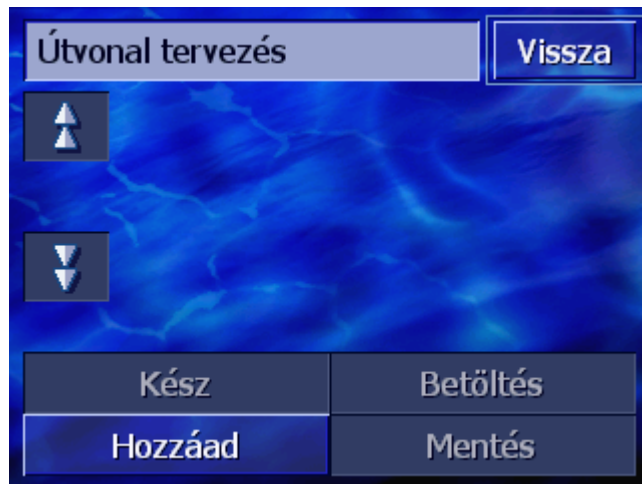 Útvonal tervezés
Vissza
Kész
Betöltés
Hozzáad
Mentés